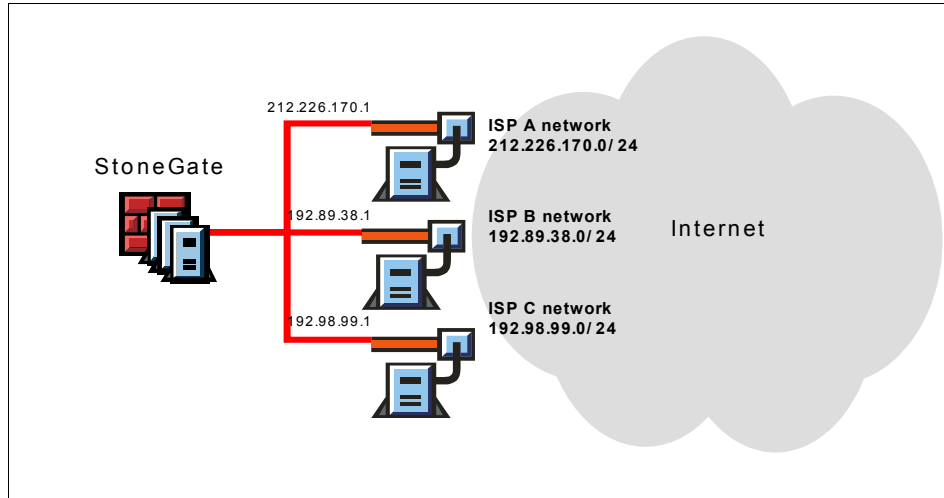 212.226.170.1
ISP A network
212.226.170.0/24
StoneGate
192.89.38.1
ISP B network
192.89.38.0/24
Internet
192.98.99.1
ISP C network
192.98.99.0/24